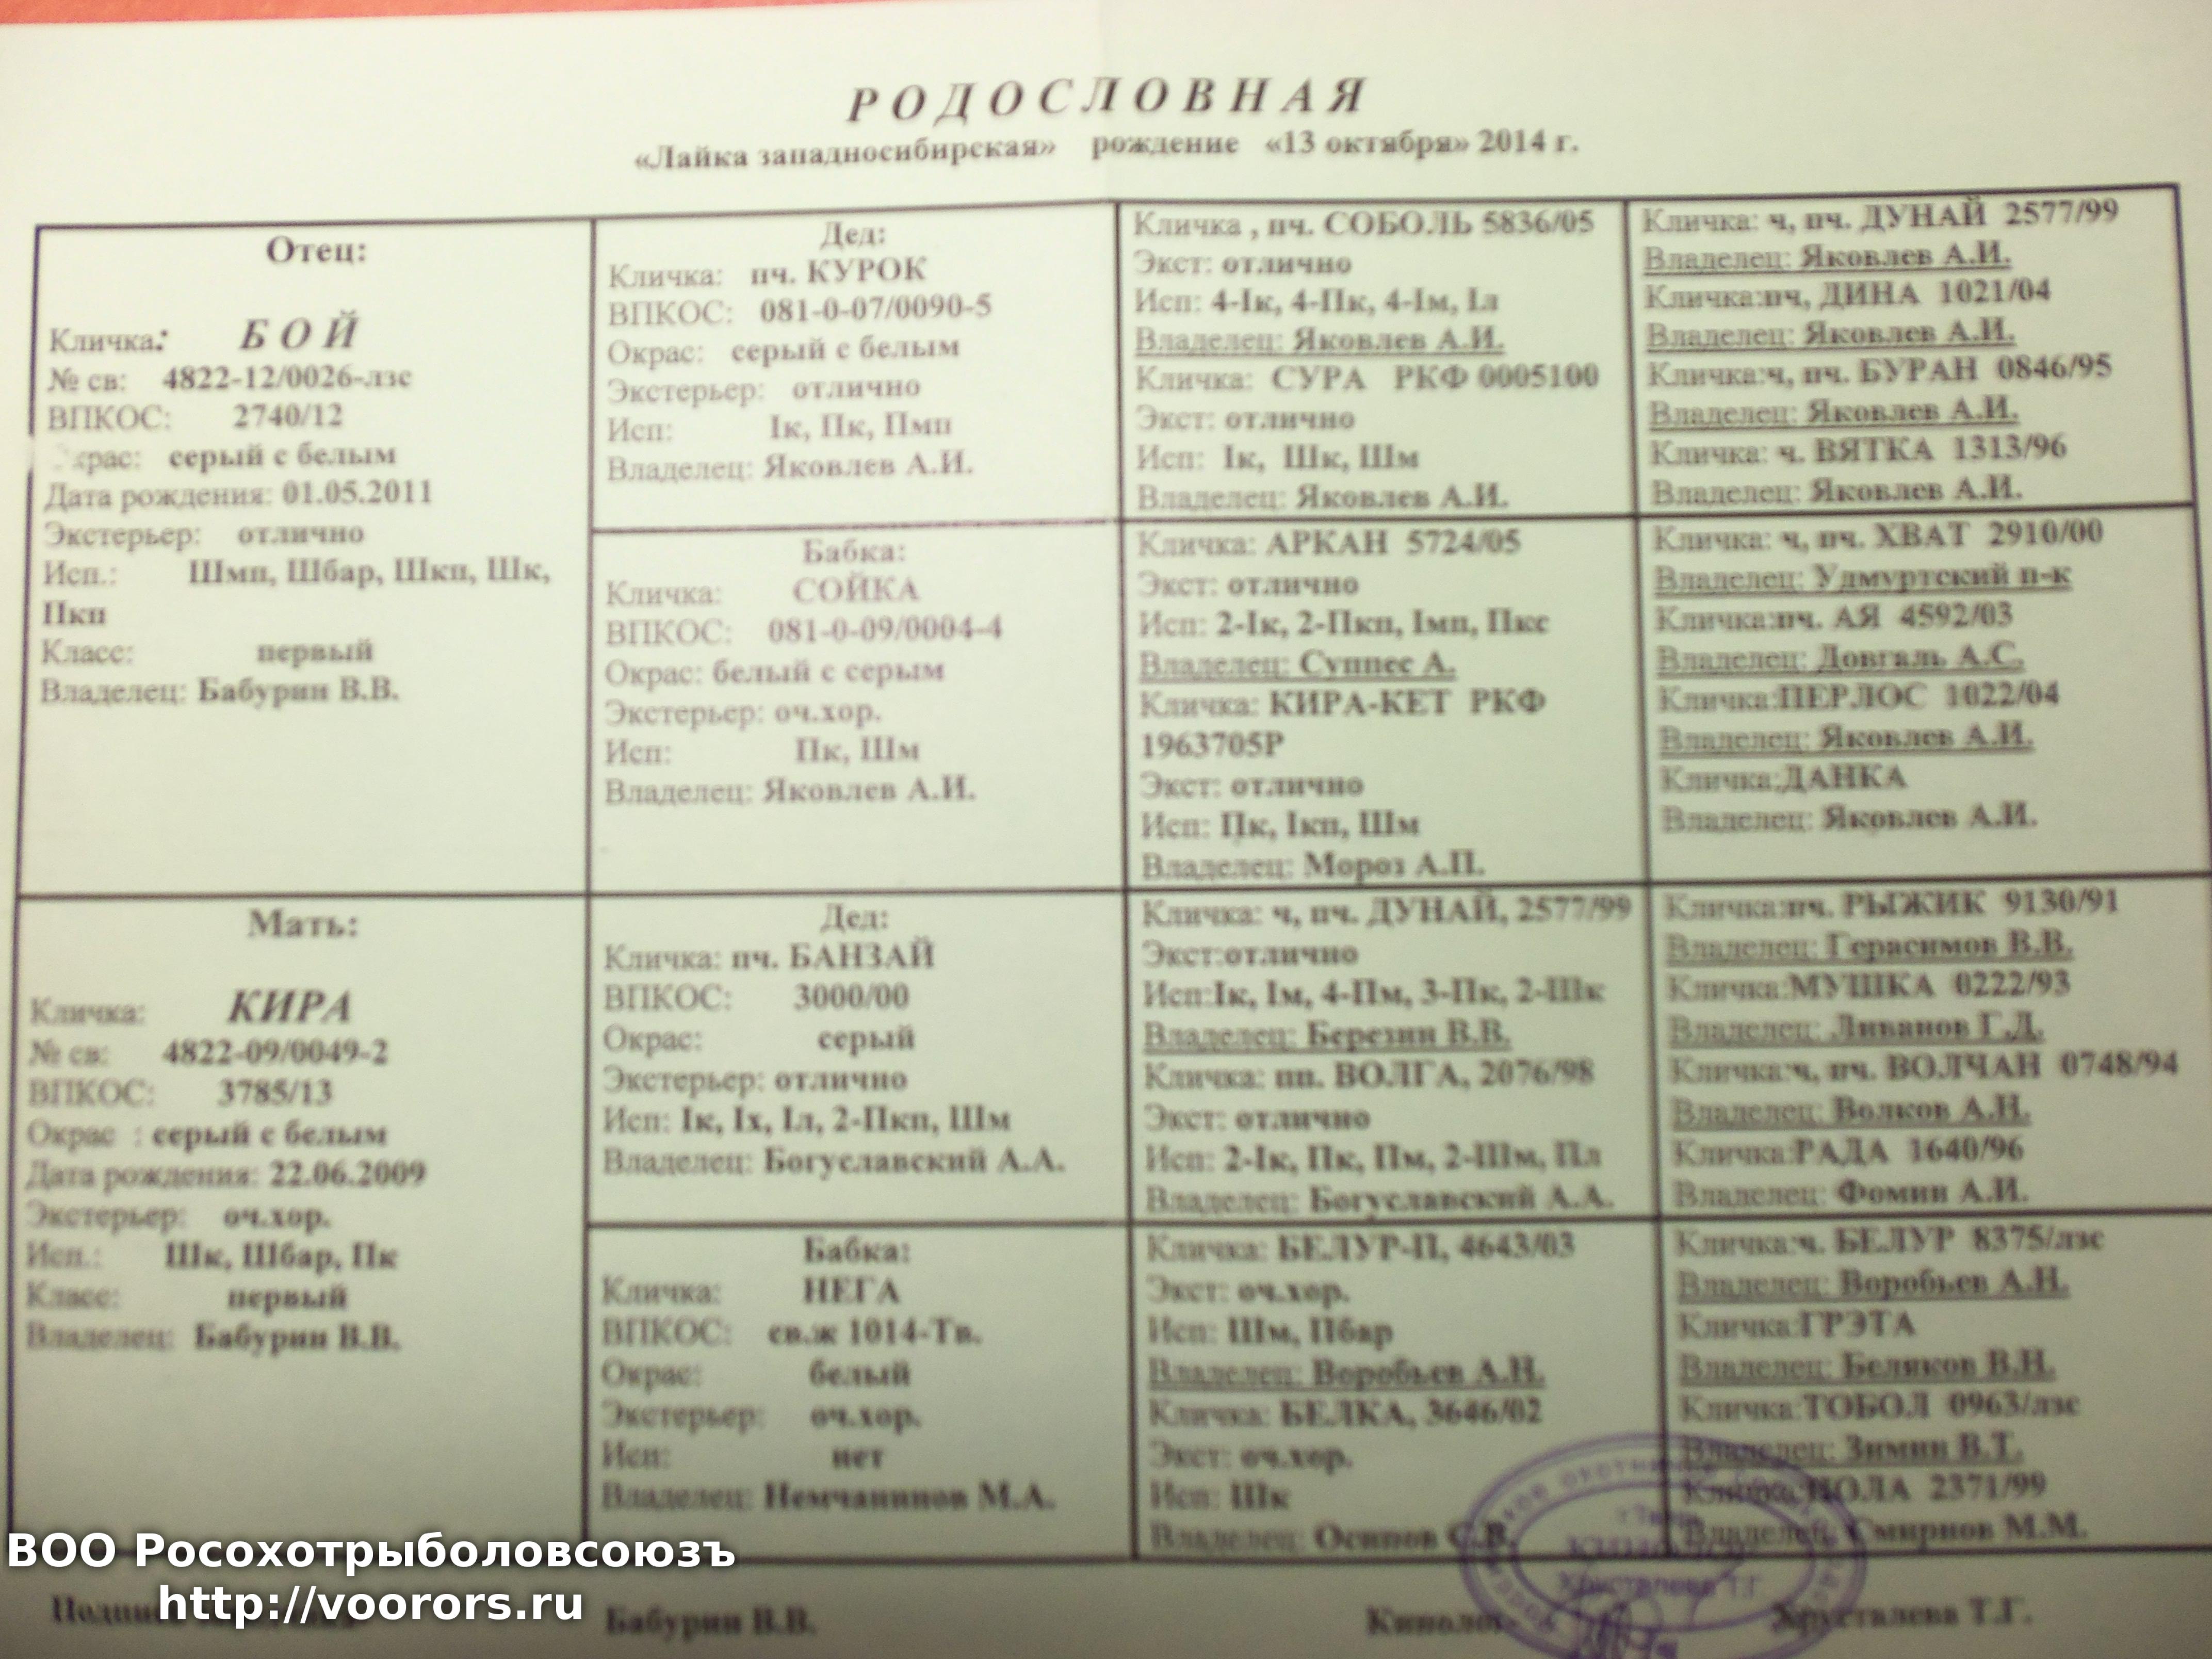 РОДОСЛОВНАЯ
«Лайка западносибирская» рождение «13 октября» 2014 г.
Отец:
Кличка: БОЙ
№ св: 4822-12/0026-лзс
ВПКОС: 2740/12
крас: серый с белым
Дата рождения: 01.05.2011
Экстерьер: отлично
Исп.: Шмп, Шбар, Шкп, Шк,
Пкп
Класс: первый
Владелец: Бабурин В.В.
Дед:
Кличка: пч. КУРОК
ВПКОС: 081-0-07/0090-5
Окрас: серый с белым
Экстерьер: отлично
Исп: Iк, Пк, Пмп
Владелец: Яковлев А.И.
Бабка:
Кличка: СОЙКА
ВПКОС: 081-0-09/0004-4
Окрас: белый с серым
Экстерьер: оч.хор.
Исп: Пк, Шм
Владелец: Яковлев А.И.
Кличка , пч. СОБОЛЬ 5836/05
Экст: отлично
Исп: 4-Iк, 4-Пк, 4-Iм, Iл
Владелец: Яковлев А.И.
Кличка: СУРА РКФ 0005100
Экст: отлично
Исп: Iк, Шк, Шм
Владелец: Яковлев А.И.
Кличка: АРКАН 5724/05
Экст: отлично
Исп: 2-Iк, 2-Пкп, Iмп, Пкс
Владелец: Суппес А.
Кличка: КИРА-КЕТ РКФ
1963705Р
Экст: отлично
Исп: Пк, Iкп, Шм
Владелец: Мороз А.П.
Кличка: ч, пч. ДУНАЙ 2577/99
Владелец: Яковлев А.И.
Кличка:пч, ДИНА 1021/04
Владелец: Яковлев А.И.
Кличка:ч, пч. БУРАН 0846/95
Владелец: Яковлев А.И.
Кличка: ч. ВЯТКА 1313/96
Владелец: Яковлев А.И.
Кличка: ч, пч. ХВАТ 2910/00
Владелец: Удмуртский п-к
Кличка:пч. АЯ 4592/03
Владелец: Довгаль А.С.
Кличка:ПЕРЛОС 1022/04
Владелец: Яковлев А.И.
Кличка:ДАНКА
Владелец: Яковлев А.И.
Мать:
Кличка: КИРА
№ св: 4822-09/0049-2
ВПКОС: 3785/13
Окрас : серый с белым
Дата рождения: 22.06.2009
Экстерьер: оч.хор.
Исп.: Шк, Шбар, Пк
Класс: первый
Владелец: Бабурин В.В.
Дед:
Кличка: пч. БАНЗАЙ
ВПКОС: 3000/00
Окрас: серый
Экстерьер: отлично
Исп: Iк, Iх, Iл, 2-Пкп, Шм
Владелец: Богуславский А.А.
Бабка:
Кличка: НЕГА
ВПКОС: св.ж 1014-Тв.
Окрас: белый
Экстерьер: оч.хор.
Исп: нет
Владелец: Немчанинов М.А.
Кличка: ч, пч. ДУНАЙ, 2577/99
Экст:отлично
Исп:Iк, Iм, 4-Пм, 3-Пк, 2-Шк
Владелец: Березин В.В.
Кличка: пп. ВОЛГА, 2076/98
Экст: отлично
Исп: 2-Iк, Пк, Пм, 2-Шм, Пл
Владелец: Богуславский А.А.
Кличка: БЕЛУР-П, 4643/03
Экст: оч.хор.
Исп: Шм, Пбар
Владелец: Воробьев А.Н.
Кличка: БЕЛКА, 3646/02
Экст: оч.хор.
Исп: Шк
Владелец: Осипов С.В.
Кличка:пч. РЫЖИК 9130/91
Владелец: Герасимов В.В.
Кличка:МУШКА 0222/93
Владелец: Ливанов Г.Д.
Кличка:ч, пч. ВОЛЧАН 0748/94
Владелец: Волков А.Н.
Кличка:РАДА 1640/96
Владелец: Фомин А.И.
Кличка:ч. БЕЛУР 8375/лзс
Владелец: Воробьев А.Н.
Кличка:ГРЭТА
Владелец: Беляков В.Н.
Кличка:ТОБОЛ 0963/лзс
Владелец: Зимин В.Т.
Кличка: 2371/99
Владелец: Смирнов М.М.
Бабурин В.В. Кинолог Хрусталева Т.Г.
Хрусталева Т.Г
ВОО Росохотрыболовсоюзъ
http://voorors.ru